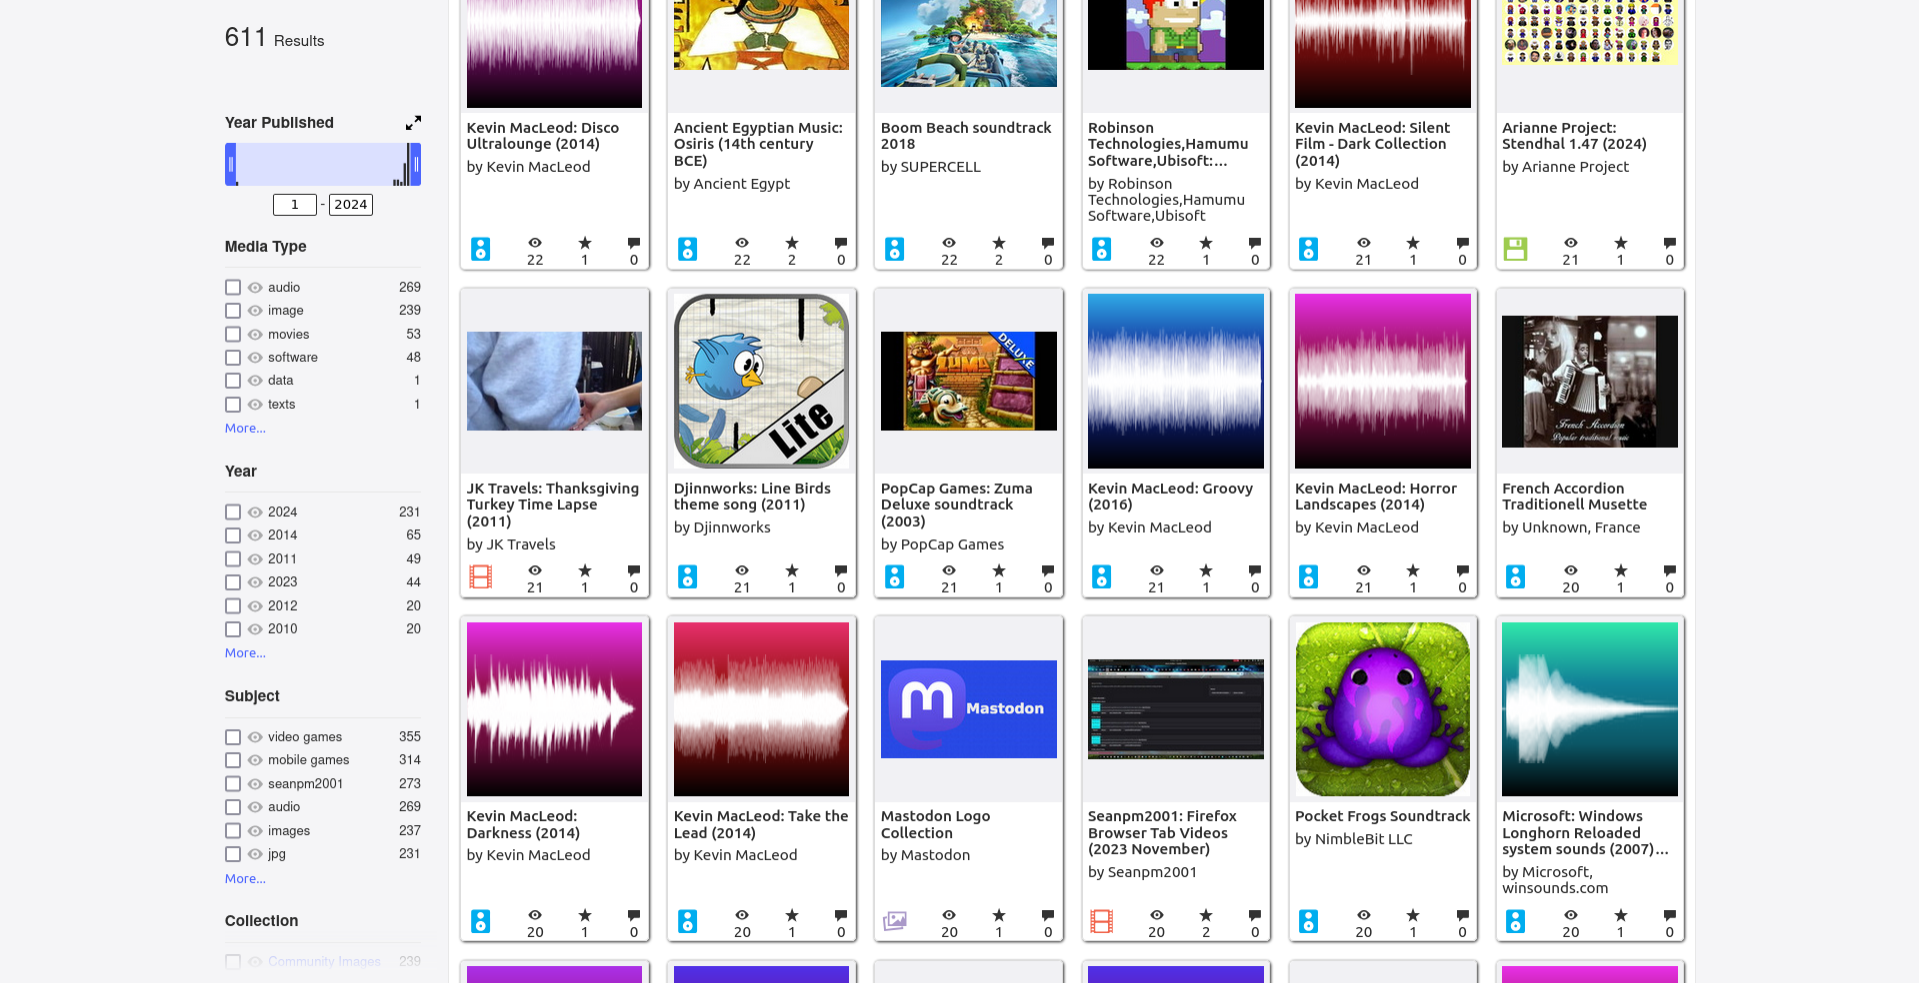 611 Results
Year Published
1 - 2024
Media Type
audio 269
image 239
movies 53
software 48
data 1
texts 1
More...
Year
2024 231
2014 65
2011 49
2023 44
2012 20
2010 20
More...
Subject
video games 355
mobile games 314
seanpm2001 273
audio 269
images 237
jpg 231
More...
Collection
Community Images 239
Kevin MacLeod: Disco
Ultralounge (2014)
by Kevin MacLeod
22 1 0
Ancient Egyptian Music:
Osiris (14th century
BCE)
by Ancient Egypt
22 2 0
Boom Beach soundtrack
2018
by SUPERCELL
22 2 0
Robinson
Technologies,Hamumu
Software,Ubisoft:...
by Robinson
Technologies,Hamumu
Software,Ubisoft
22 1 0
Kevin MacLeod: Silent
Film - Dark Collection
(2014)
by Kevin MacLeod
21 1 0
Arianne Project:
Stendhal 1.47 (2024)
by Arianne Project
21 1 0
JK Travels: Thanksgiving
Turkey Time Lapse
(2011)
by JK Travels
21 1 0
Lite
Djinnworks: Line Birds
theme song (2011)
by Djinnworks
21 1 0
DELUXE
ZUMA
PopCap Games: Zuma
Deluxe soundtrack
(2003)
by PopCap Games
21 1 0
Kevin MacLeod: Groovy
(2016)
by Kevin MacLeod
21 1 0
Kevin MacLeod: Horror
Landscapes (2014)
by Kevin MacLeod
21 1 0
French Accordion
Popular traditional music
French Accordion
Traditionell Musette
by Unknown, France
20 1 0
Kevin MacLeod:
Darkness (2014)
by Kevin MacLeod
20 1 0
Kevin MacLeod: Take the
Lead (2014)
by Kevin MacLeod
20 1 0
Mastodon
Mastodon Logo
Collection
by Mastodon
20 1 0
Seanpm2001: Firefox
Browser Tab Videos
(2023 November)
by Seanpm2001
20 2 0
Pocket Frogs Soundtrack
by NimbleBit LLC
20 1 0
Microsoft: Windows
Longhorn Reloaded
system sounds (2007)...
by Microsoft,
winsounds.com
20 1 0